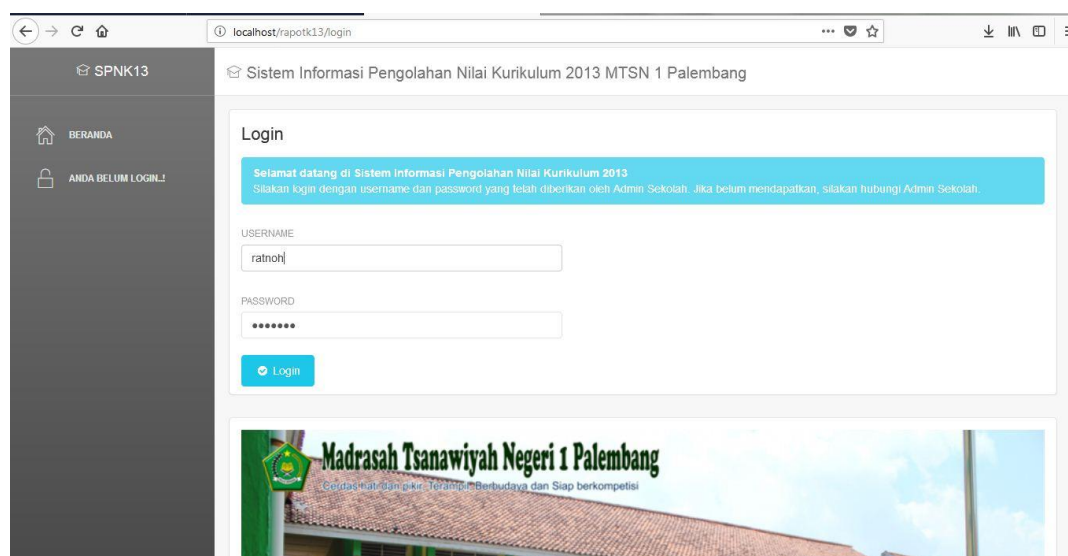 localhost/rapotk13/login
SPNK13
Sistem Informasi Pengolahan Nilai Kurikulum 2013 MTSN 1 Palembang
BERANDA
ANDA BELUM LOGIN..!
Login
Selamat datang di Sistem Informasi Pengolahan Nilai Kurikulum 2013
Silakan login dengan username dan password yang telah diberikan oleh Admin Sekolah. Jika belum mendapatkan, silakan hubungi Admin Sekolah.
USERNAME
ratnoh
PASSWORD
•••••••
Login
Madrasah Tsanawiyah Negeri 1 Palembang
Cerdas hati dan pikir, Terampil, Berbudaya dan Siap berkompetisi